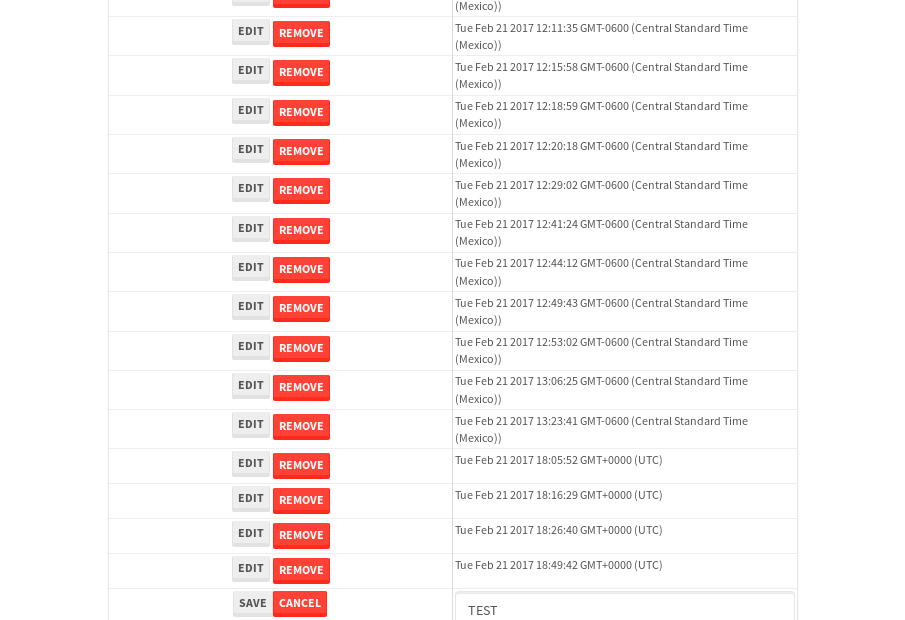 (Mexico))
EDIT REMOVE Tue Feb 21 2017 12:11:35 GMT-0600 (Central Standard Time
(Mexico))
EDIT REMOVE Tue Feb 21 2017 12:15:58 GMT-0600 (Central Standard Time
(Mexico))
EDIT REMOVE Tue Feb 21 2017 12:18:59 GMT-0600 (Central Standard Time
(Mexico))
EDIT REMOVE Tue Feb 21 2017 12:20:18 GMT-0600 (Central Standard Time
(Mexico))
EDIT REMOVE Tue Feb 21 2017 12:29:02 GMT-0600 (Central Standard Time
(Mexico))
EDIT REMOVE Tue Feb 21 2017 12:41:24 GMT-0600 (Central Standard Time
(Mexico))
EDIT REMOVE Tue Feb 21 2017 12:44:12 GMT-0600 (Central Standard Time
(Mexico))
EDIT REMOVE Tue Feb 21 2017 12:49:43 GMT-0600 (Central Standard Time
(Mexico))
EDIT REMOVE Tue Feb 21 2017 12:53:02 GMT-0600 (Central Standard Time
(Mexico))
EDIT REMOVE Tue Feb 21 2017 13:06:25 GMT-0600 (Central Standard Time
(Mexico))
EDIT REMOVE Tue Feb 21 2017 13:23:41 GMT-0600 (Central Standard Time
(Mexico))
EDIT REMOVE Tue Feb 21 2017 18:05:52 GMT+0000 (UTC)
EDIT REMOVE Tue Feb 21 2017 18:16:29 GMT+0000 (UTC)
EDIT REMOVE Tue Feb 21 2017 18:26:40 GMT+0000 (UTC)
EDIT REMOVE Tue Feb 21 2017 18:49:42 GMT+0000 (UTC)
SAVE CANCEL TEST